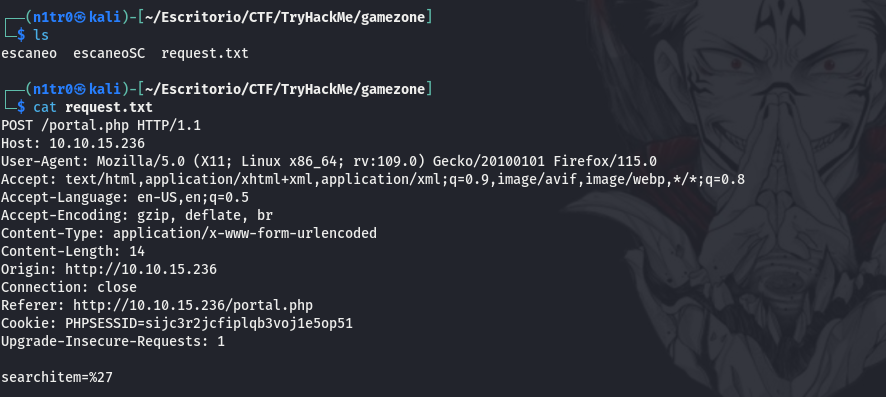 ┌──(n1tr0㉿kali)-[~/Escritorio/CTF/TryHackMe/gamezone]
└─$ ls
escaneo  escaneoSC  request.txt

┌──(n1tr0㉿kali)-[~/Escritorio/CTF/TryHackMe/gamezone]
└─$ cat request.txt
POST /portal.php HTTP/1.1
Host: 10.10.15.236
User-Agent: Mozilla/5.0 (X11; Linux x86_64; rv:109.0) Gecko/20100101 Firefox/115.0
Accept: text/html,application/xhtml+xml,application/xml;q=0.9,image/avif,image/webp,*/*;q=0.8
Accept-Language: en-US,en;q=0.5
Accept-Encoding: gzip, deflate, br
Content-Type: application/x-www-form-urlencoded
Content-Length: 14
Origin: http://10.10.15.236
Connection: close
Referer: http://10.10.15.236/portal.php
Cookie: PHPSESSID=sijc3r2jcfiplqb3voj1e5op51
Upgrade-Insecure-Requests: 1

searchitem=%27